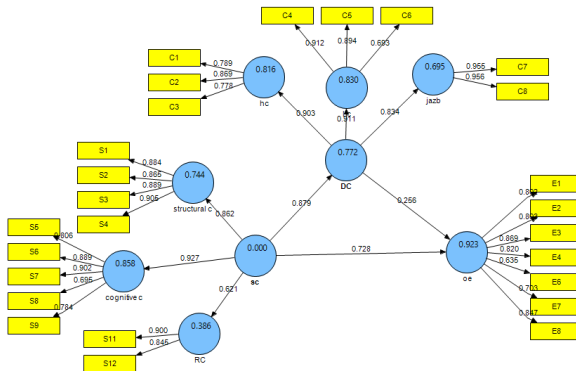 C4
C5
C6
0.912
0.894
0.693
C1
C2
C3
0.789
0.869
0.778
0.816
hc
0.830
0.695
jazb
0.955
0.956
C7
C8
0.903
0.911
0.834
0.772
DC
S1
S2
S3
S4
0.884
0.865
0.889
0.905
0.744
structural c
0.862
0.879
0.256
S5
S6
S7
S8
S9
0.806
0.889
0.902
0.695
0.784
0.858
cognitive c
0.927
0.000
sc
0.728
0.923
oe
E1
E2
E3
E4
E6
E7
E8
0.869
0.820
0.636
0.703
0.847
0.621
0.386
RC
S11
S12
0.900
0.845